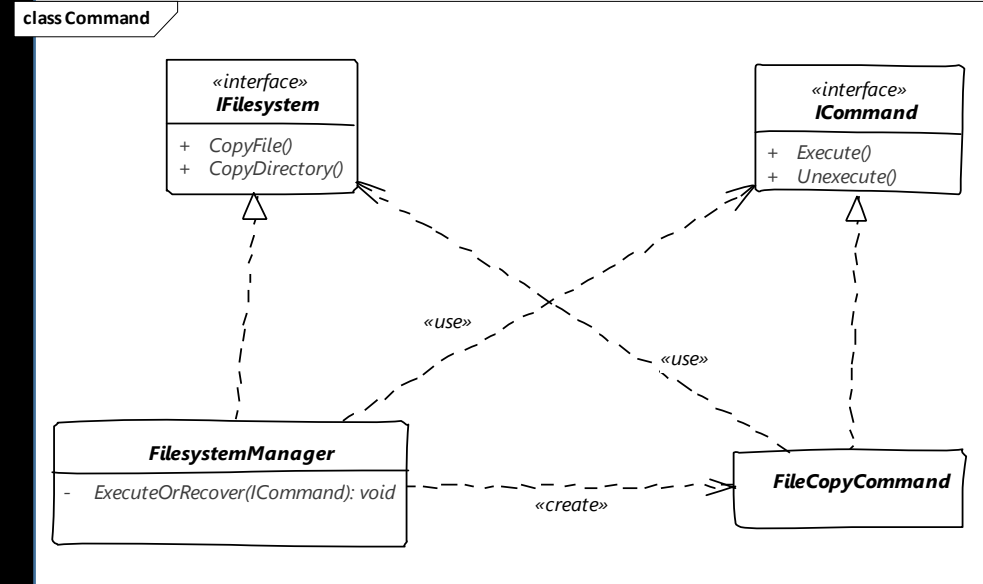 class Command
«interface»
IFilesystem
+ CopyFile()
+ CopyDirectory()
«interface»
ICommand
+ Execute()
+ Unexecute()
«use»
«use»
FilesystemManager
- ExecuteOrRecover(ICommand): void
«create»
FileCopyCommand